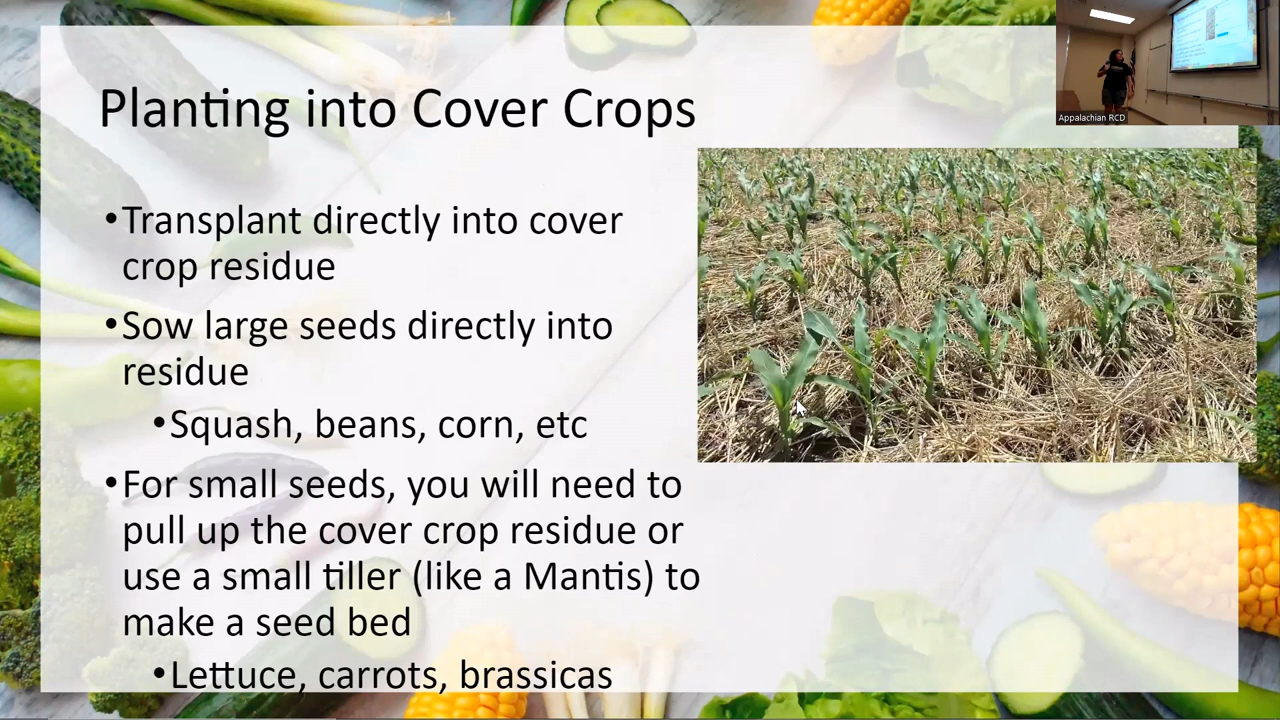 Planting into Cover Crops
Appalachian RCD
•Transplant directly into cover
crop residue
•Sow large seeds directly into
residue
•Squash, beans, corn, etc
•For small seeds, you will need to
pull up the cover crop residue or
use a small tiller (like a Mantis) to
make a seed bed
•Lettuce, carrots, brassicas